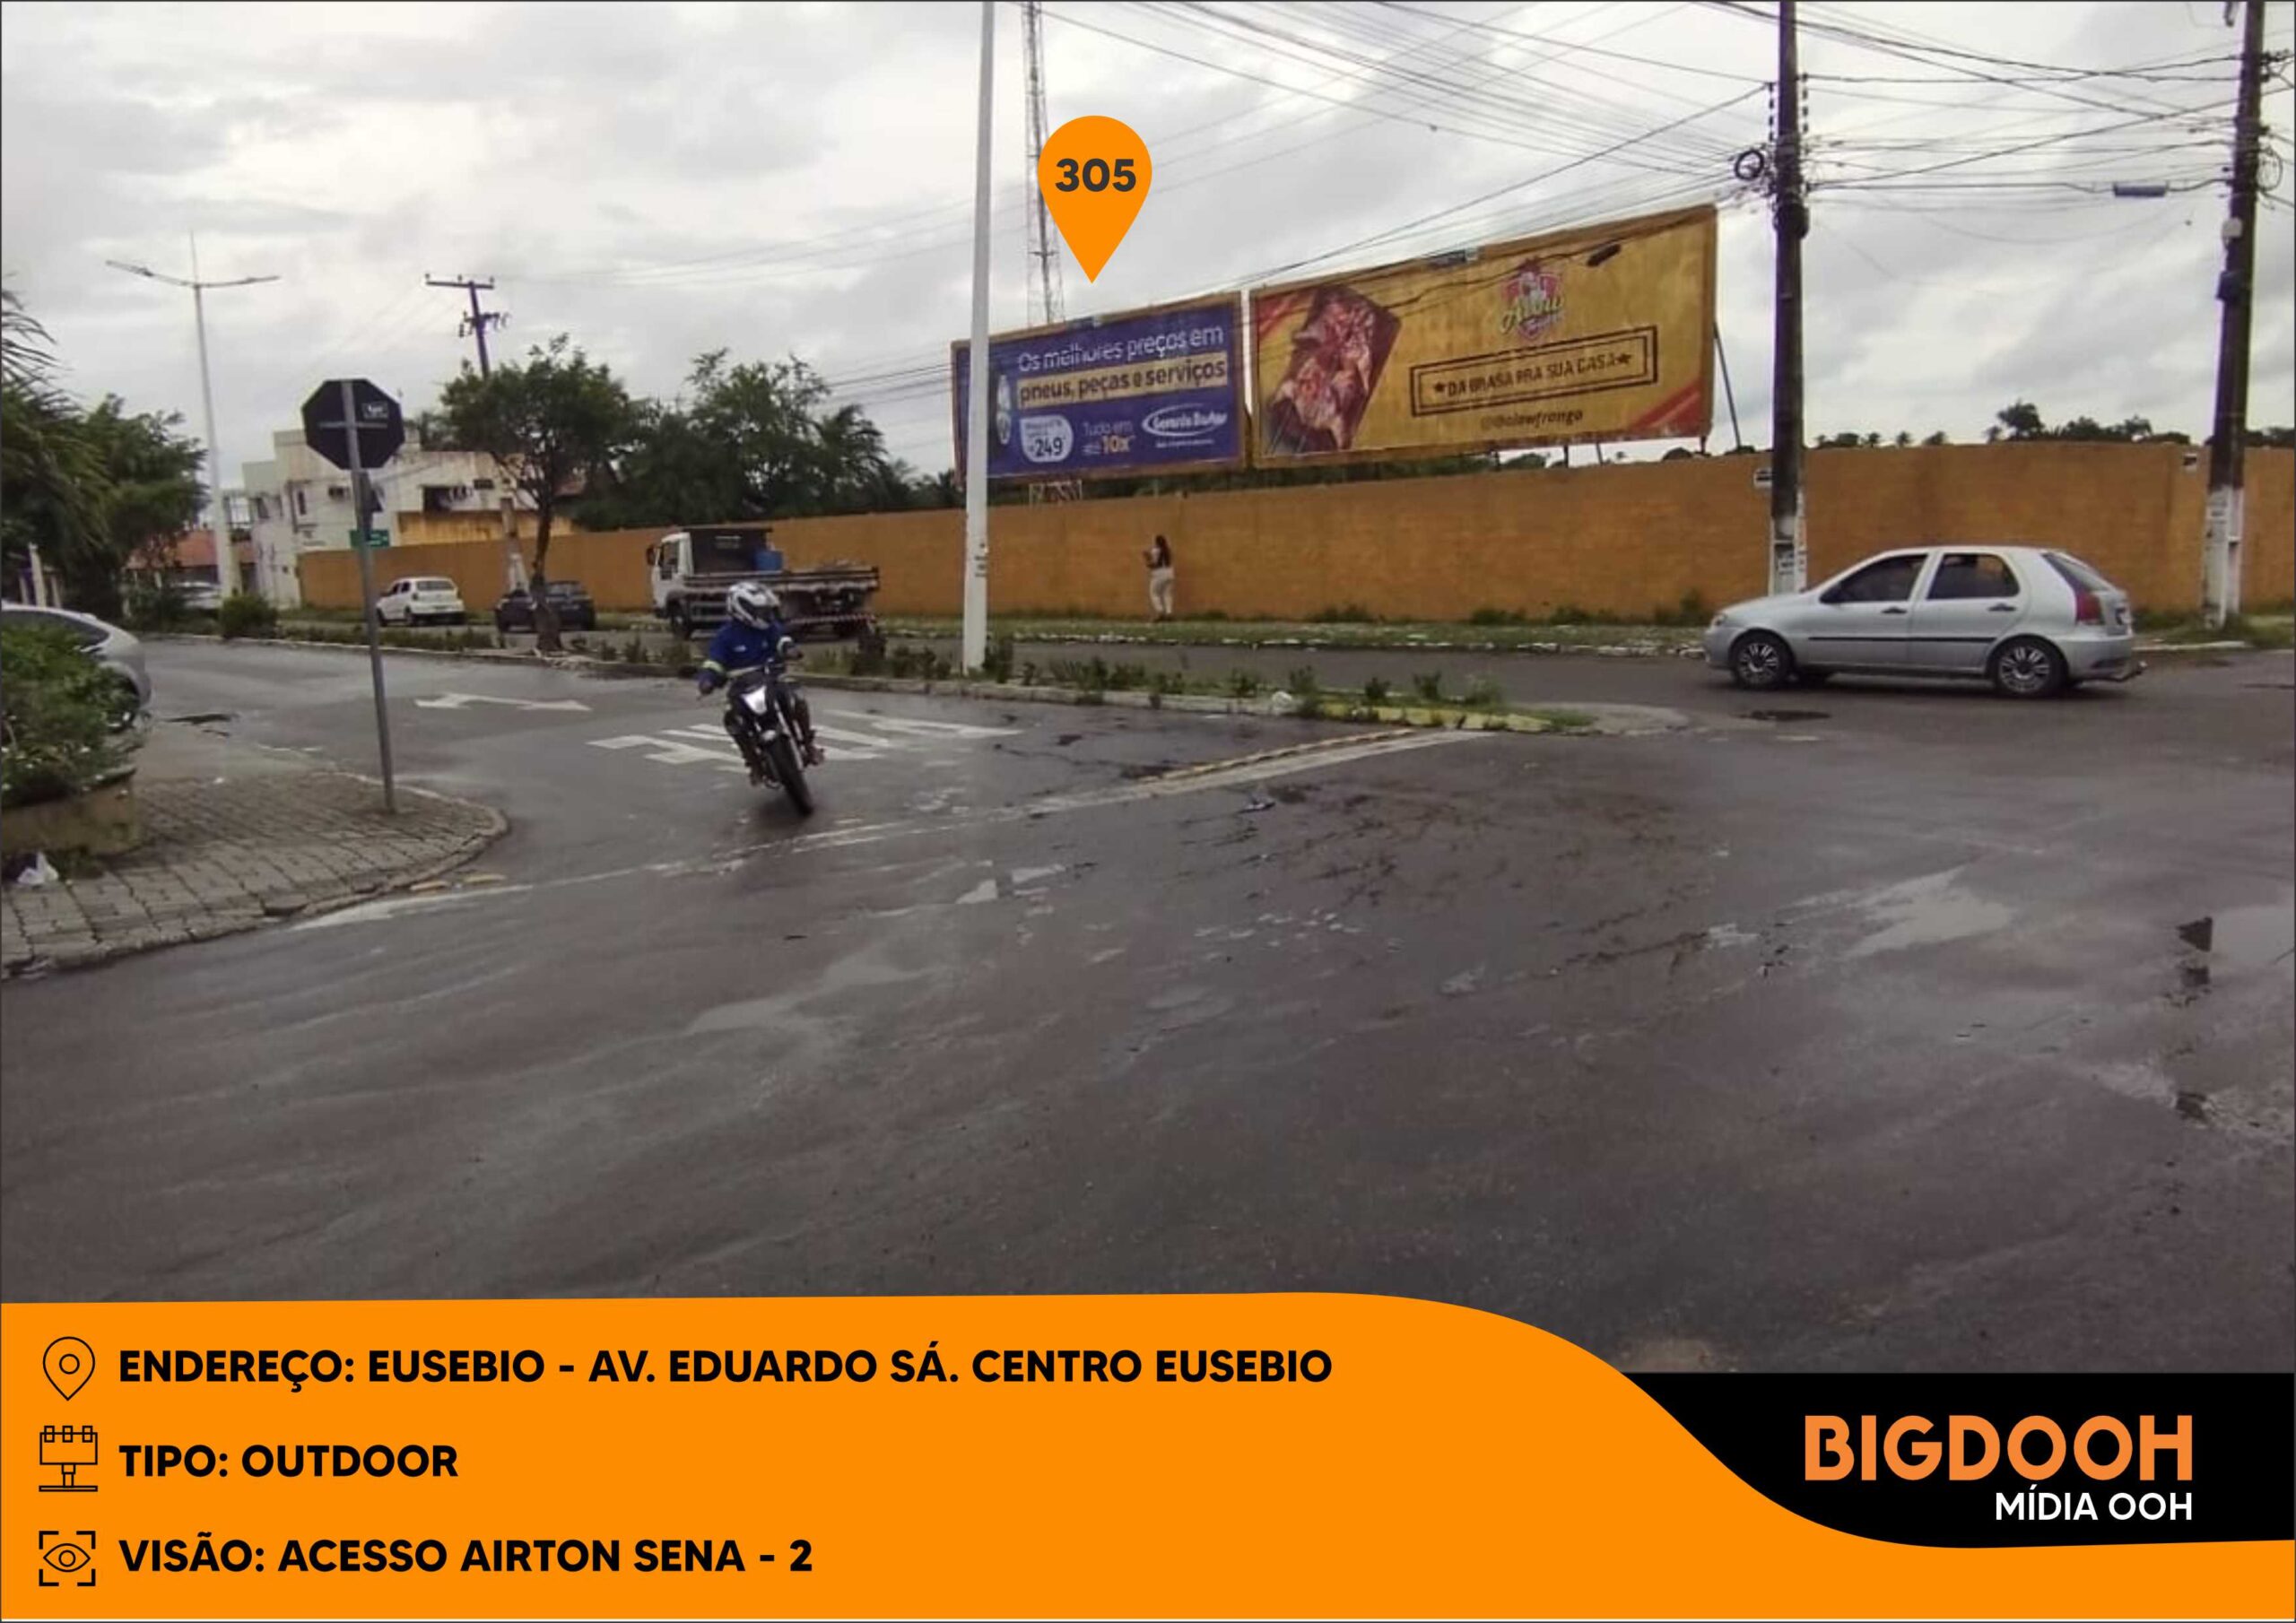 305
Os melhores preços em
pneus, peças e serviços
249
Tudo em
até 10x
DA BRASA PRA SUA CASA
ENDEREÇO: EUSEBIO - AV. EDUARDO SÁ. CENTRO EUSEBIO
TIPO: OUTDOOR
VISÃO: ACESSO AIRTON SENA - 2
BIGDOOH
MÍDIA OOH